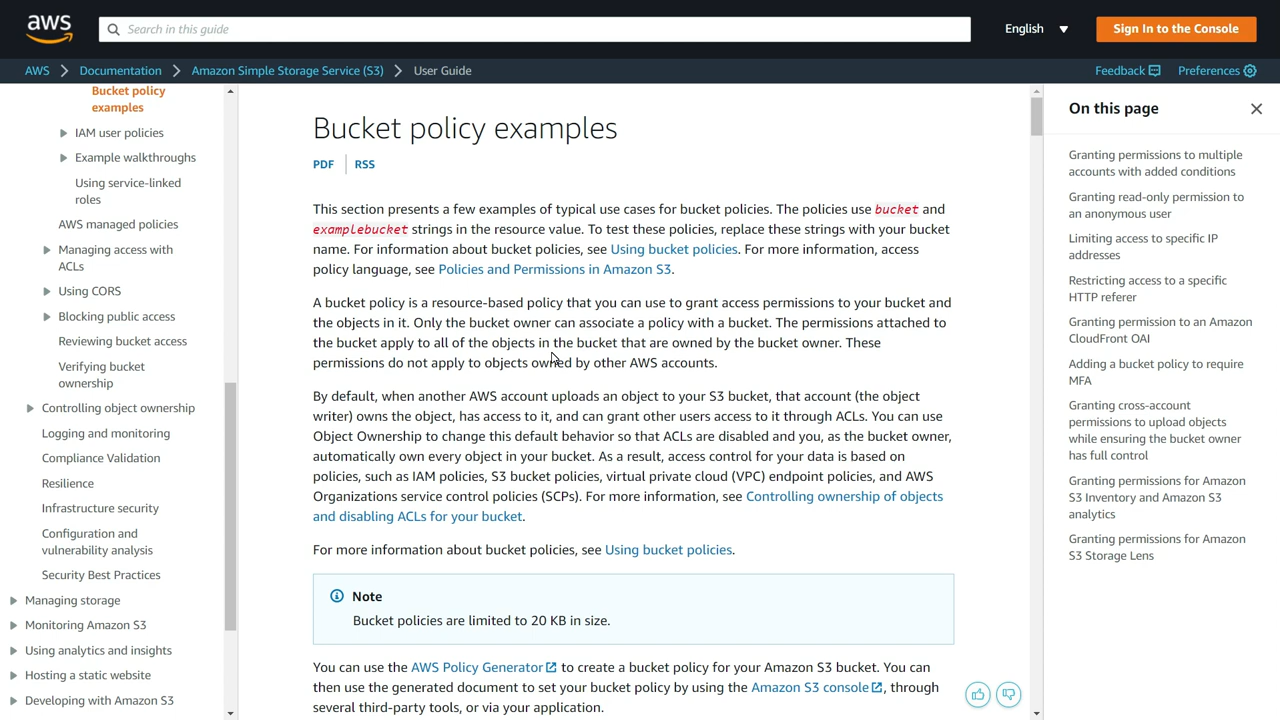 aws
Search in this guide
English
Sign In to the Console
AWS
Documentation
Amazon Simple Storage Service (S3)
User Guide
Feedback
Preferences
Bucket policy
examples
IAM user policies
Example walkthroughs
Using service-linked
roles
AWS managed policies
Managing access with
ACLs
Using CORS
Blocking public access
Reviewing bucket access
Verifying bucket
ownership
Controlling object ownership
Logging and monitoring
Compliance Validation
Resilience
Infrastructure security
Configuration and
vulnerability analysis
Security Best Practices
Managing storage
Monitoring Amazon S3
Using analytics and insights
Hosting a static website
Developing with Amazon S3
Bucket policy examples
PDF
RSS
This section presents a few examples of typical use cases for bucket policies. The policies use bucket and
examplebucket strings in the resource value. To test these policies, replace these strings with your bucket
name. For information about bucket policies, see Using bucket policies. For more information, access
policy language, see Policies and Permissions in Amazon S3.
A bucket policy is a resource-based policy that you can use to grant access permissions to your bucket and
the objects in it. Only the bucket owner can associate a policy with a bucket. The permissions attached to
the bucket apply to all of the objects in the bucket that are owned by the bucket owner. These
permissions do not apply to objects owned by other AWS accounts.
By default, when another AWS account uploads an object to your S3 bucket, that account (the object
writer) owns the object, has access to it, and can grant other users access to it through ACLs. You can use
Object Ownership to change this default behavior so that ACLs are disabled and you, as the bucket owner,
automatically own every object in your bucket. As a result, access control for your data is based on
policies, such as IAM policies, S3 bucket policies, virtual private cloud (VPC) endpoint policies, and AWS
Organizations service control policies (SCPs). For more information, see Controlling ownership of objects
and disabling ACLs for your bucket.
For more information about bucket policies, see Using bucket policies.
Note
Bucket policies are limited to 20 KB in size.
You can use the AWS Policy Generator to create a bucket policy for your Amazon S3 bucket. You can
then use the generated document to set your bucket policy by using the Amazon S3 console, through
several third-party tools, or via your application.
On this page
Granting permissions to multiple
accounts with added conditions
Granting read-only permission to
an anonymous user
Limiting access to specific IP
addresses
Restricting access to a specific
HTTP referer
Granting permission to an Amazon
CloudFront OAI
Adding a bucket policy to require
MFA
Granting cross-account
permissions to upload objects
while ensuring the bucket owner
has full control
Granting permissions for Amazon
S3 Inventory and Amazon S3
analytics
Granting permissions for Amazon
S3 Storage Lens